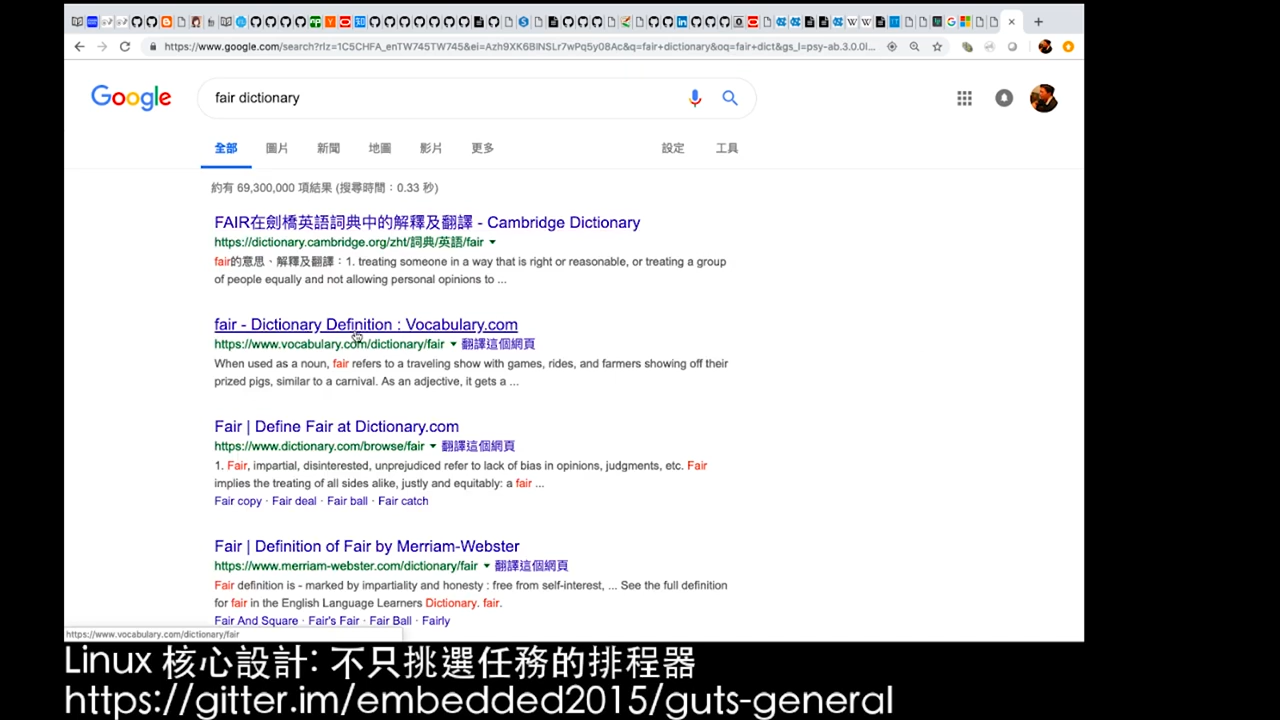 https://www.google.com/search?rlz=1C5CHFA_enTW745TW745&ei=Azh9XK6BINSLr7wPq5y08Ac&q=fair+dictionary&oq=fair+dict&gs_l=psy-ab.3.0.0l...
Google
fair dictionary
全部 圖片 新聞 地圖 影片 更多 設定 工具
約有 69,300,000 項結果 (搜尋時間：0.33 秒)
FAIR在劍橋英語詞典中的解釋及翻譯 - Cambridge Dictionary
https://dictionary.cambridge.org/zht/詞典/英語/fair
fair的意思、解釋及翻譯：1. treating someone in a way that is right or reasonable, or treating a group
of people equally and not allowing personal opinions to ...
fair - Dictionary Definition : Vocabulary.com
https://www.vocabulary.com/dictionary/fair 翻譯這個網頁
When used as a noun, fair refers to a traveling show with games, rides, and farmers showing off their
prized pigs, similar to a carnival. As an adjective, it gets a ...
Fair | Define Fair at Dictionary.com
https://www.dictionary.com/browse/fair 翻譯這個網頁
1. Fair, impartial, disinterested, unprejudiced refer to lack of bias in opinions, judgments, etc. Fair
implies the treating of all sides alike, justly and equitably: a fair ...
Fair copy · Fair deal · Fair ball · Fair catch
Fair | Definition of Fair by Merriam-Webster
https://www.merriam-webster.com/dictionary/fair 翻譯這個網頁
Fair definition is - marked by impartiality and honesty : free from self-interest, ... See the full definition
for fair in the English Language Learners Dictionary. fair.
Fair And Square · Fair's Fair · Fair Ball · Fairly
https://www.vocabulary.com/dictionary/fair
Linux 核心設計: 不只挑選任務的排程器
https://gitter.im/embedded2015/guts-general